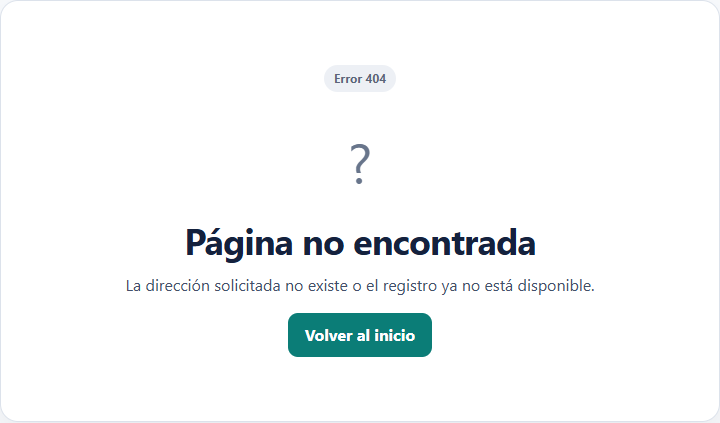 Error 404
?
Página no encontrada
La dirección solicitada no existe o el registro ya no está disponible.
Volver al inicio